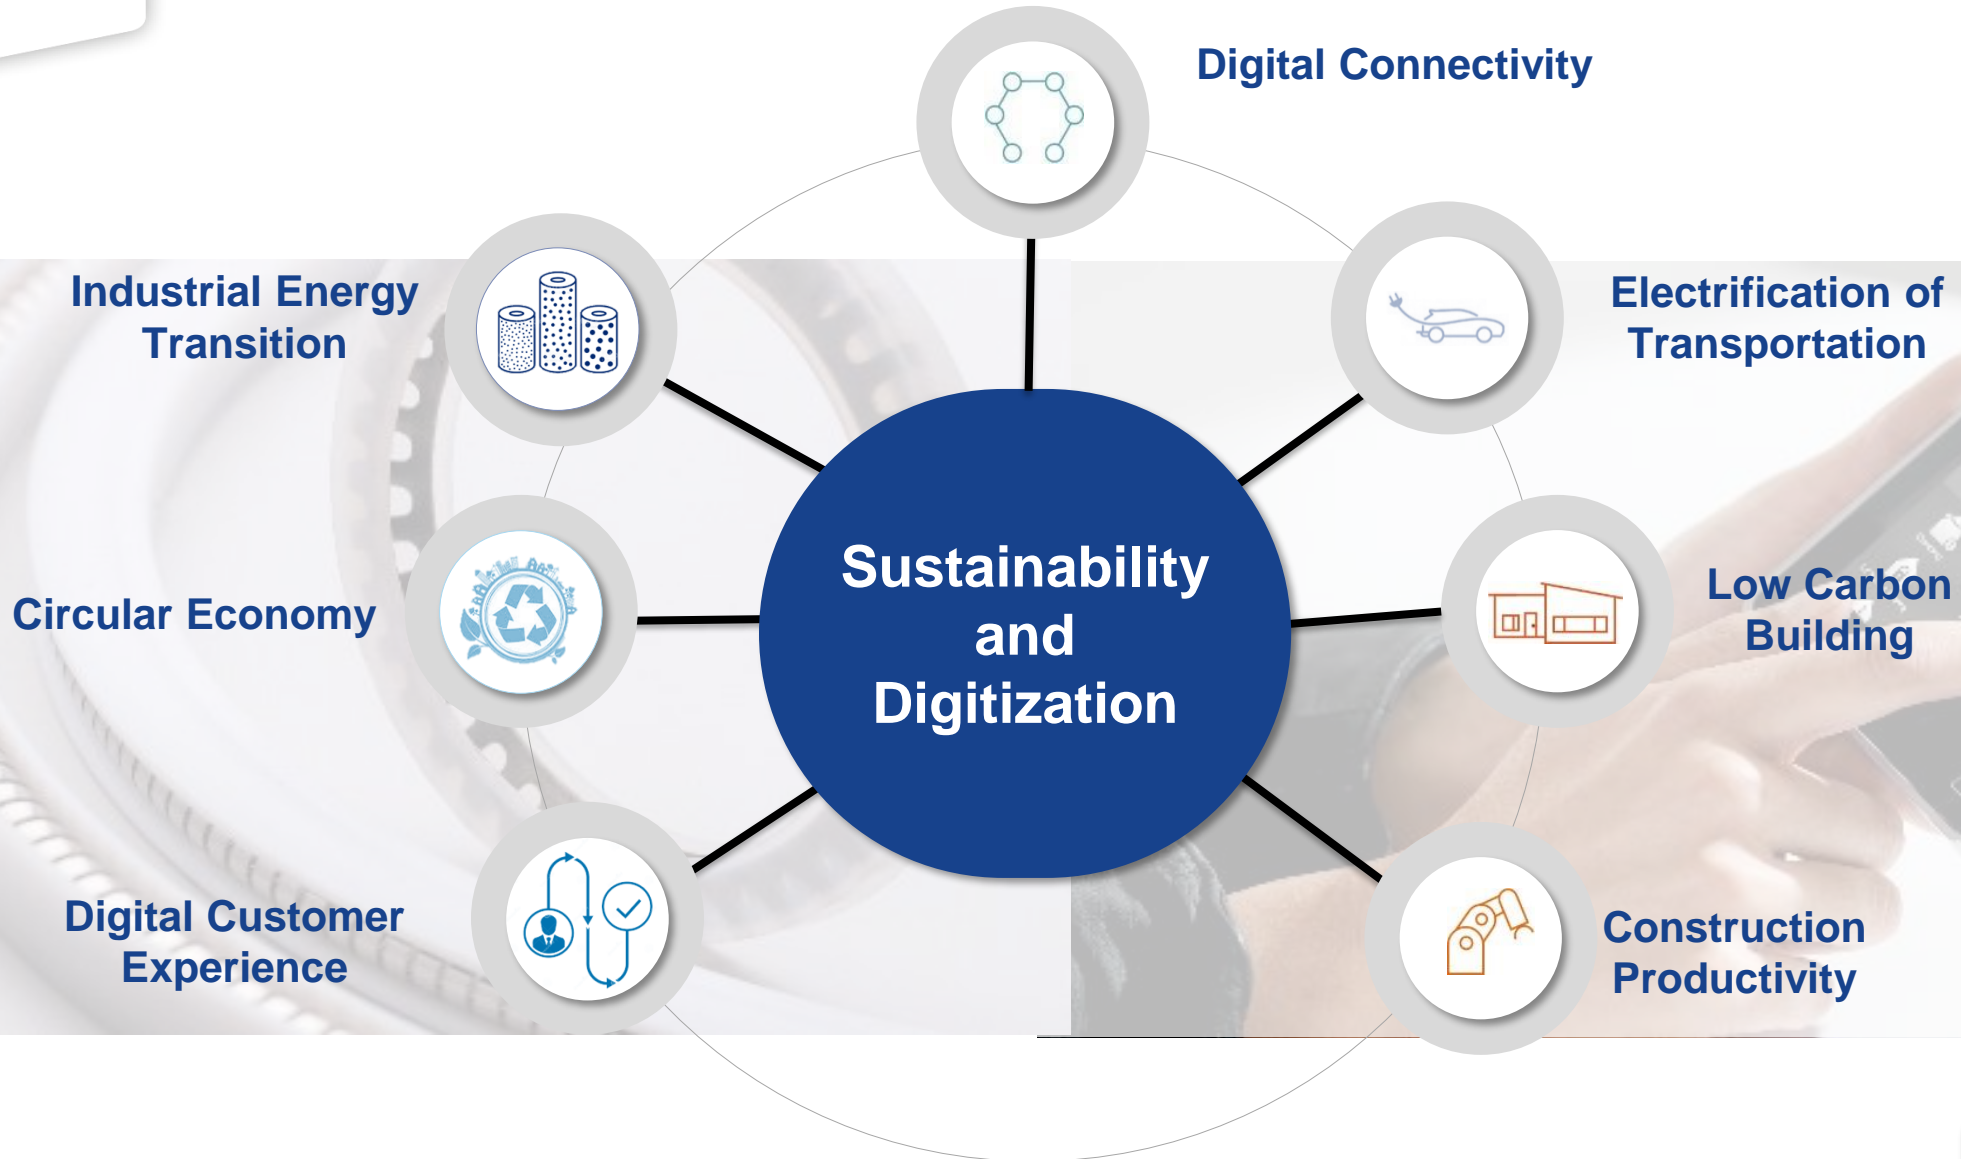 Digital Connectivity
Industrial Energy
Transition
Electrification of
Transportation
Circular Economy
Sustainability
and
Digitization
Low Carbon
Building
Digital Customer
Experience
Construction
Productivity